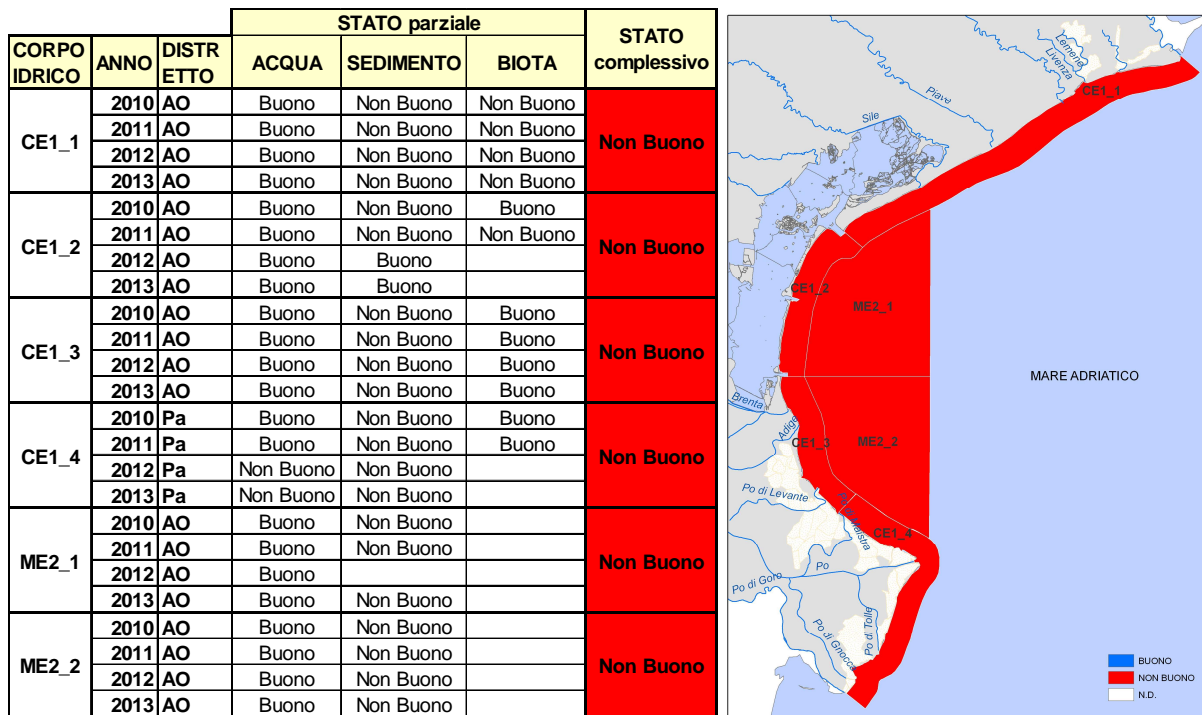 STATO parziale
CORPO IDRICO ANNO DISTR ETTO ACQUA SEDIMENTO BIOTA STATO complessivo
CE1_1 Non Buono
2010 AO Buono Non Buono Non Buono
2011 AO Buono Non Buono Non Buono
2012 AO Buono Non Buono Non Buono
2013 AO Buono Non Buono Non Buono
CE1_2 Non Buono
2010 AO Buono Non Buono Buono
2011 AO Buono Non Buono Non Buono
2012 AO Buono Buono
2013 AO Buono Buono
CE1_3 Non Buono
2010 AO Buono Non Buono Buono
2011 AO Buono Non Buono Buono
2012 AO Buono Non Buono Buono
2013 AO Buono Non Buono Buono
CE1_4 Non Buono
2010 Pa Buono Non Buono Buono
2011 Pa Buono Non Buono Buono
2012 Pa Non Buono Non Buono
2013 Pa Non Buono Non Buono
ME2_1 Non Buono
2010 AO Buono Non Buono
2011 AO Buono Non Buono
2012 AO Buono
2013 AO Buono Non Buono
ME2_2 Non Buono
2010 AO Buono Non Buono
2011 AO Buono Non Buono
2012 AO Buono Non Buono
2013 AO Buono Non Buono
Lemene
Livenza
CE1_1
Piave
Sile
CE1_2
ME2_1
MARE ADRIATICO
Brenta
Adige
CE1_3
ME2_2
Po di Levante
CE1_4
Po
Po di Goro
Po di Tolle
Po di Gnocca
BUONO
NON BUONO
N.D.